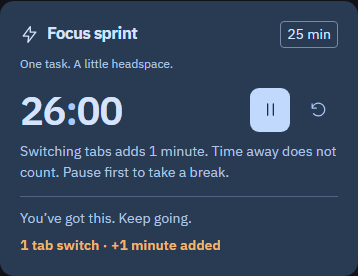 Focus sprint
25 min
One task. A little headspace.
26:00
Switching tabs adds 1 minute. Time away does not
count. Pause first to take a break.
You’ve got this. Keep going.
1 tab switch · +1 minute added